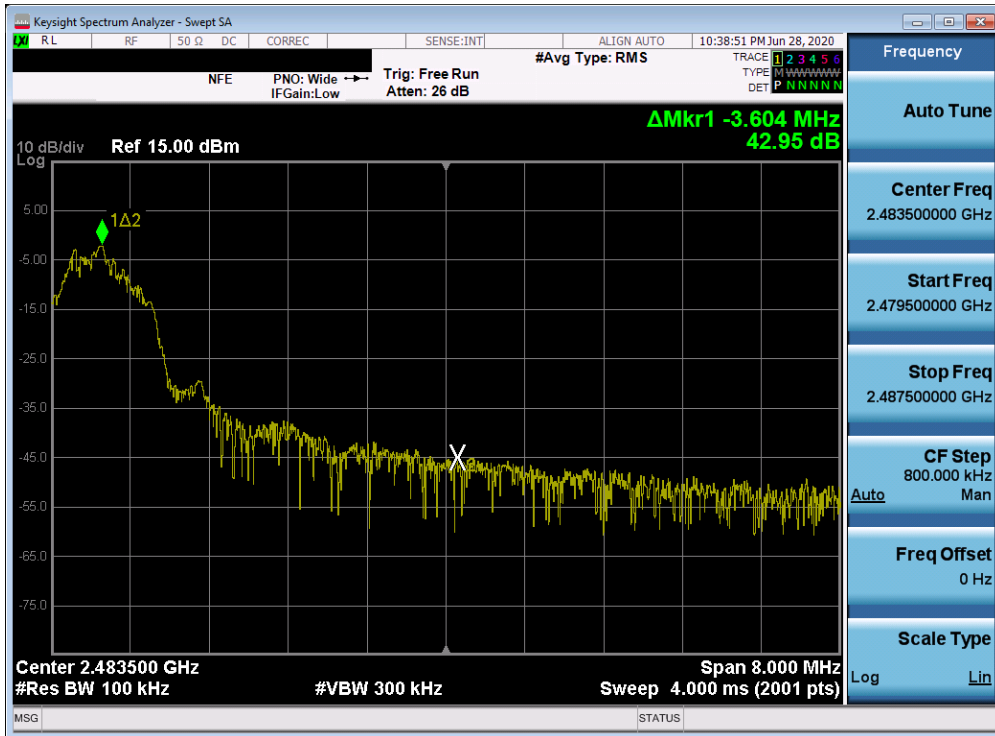 Keysight Spectrum Analyzer - Swept SA
LXI RL RF 50 Ω DC CORREC SENSE:INT ALIGN AUTO 10:38:51 PM Jun 28, 2020
NFE PNO: Wide Trig: Free Run #Avg Type: RMS TRACE 1 2 3 4 5 6
IFGain:Low Atten: 26 dB TYPE M WWWWW
DET P N N N N N
ΔMkr1 -3.604 MHz
42.95 dB
10 dB/div Ref 15.00 dBm
Log
5.00
1Δ2
-5.00
-15.0
-25.0
-35.0
-45.0
X2
-55.0
-65.0
-75.0
Center 2.483500 GHz Span 8.000 MHz
#Res BW 100 kHz #VBW 300 kHz Sweep 4.000 ms (2001 pts)
MSG STATUS
Frequency
Auto Tune
Center Freq
2.483500000 GHz
Start Freq
2.479500000 GHz
Stop Freq
2.487500000 GHz
CF Step
800.000 kHz
Auto Man
Freq Offset
0 Hz
Scale Type
Log Lin